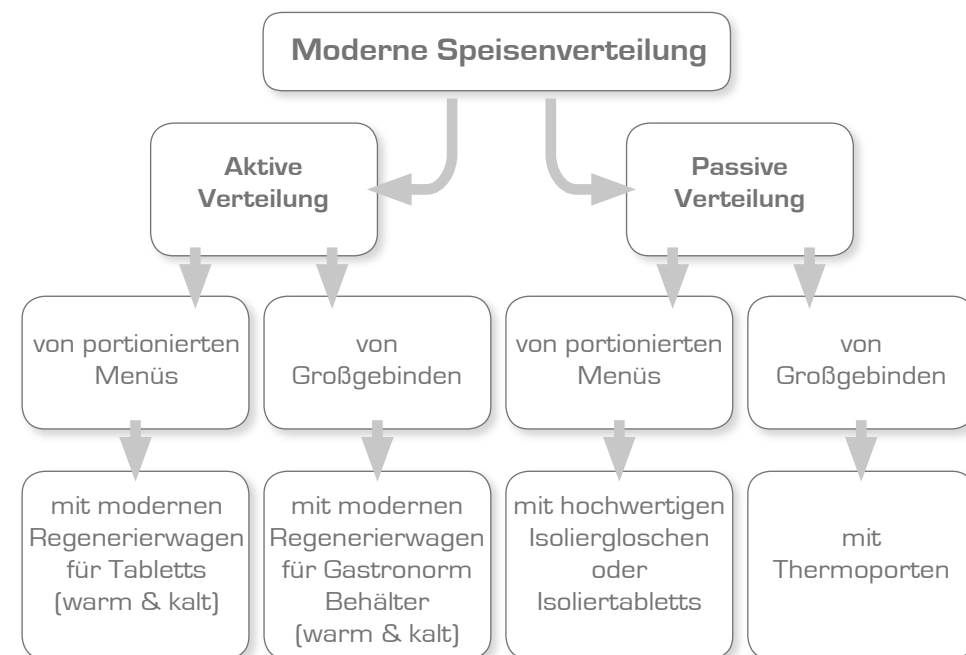 Moderne Speisenverteilung
Aktive
Verteilung
Passive
Verteilung
von portionierten
Menüs
von
Großgebinden
von portionierten
Menüs
von
Großgebinden
mit modernen
Regenerierwagen
für Tabletts
(warm & kalt)
mit modernen
Regenerierwagen
für Gastronorm
Behälter
(warm & kalt)
mit hochwertigen
Isoliergloschen
oder
Isoliertabletts
mit
Thermoporten